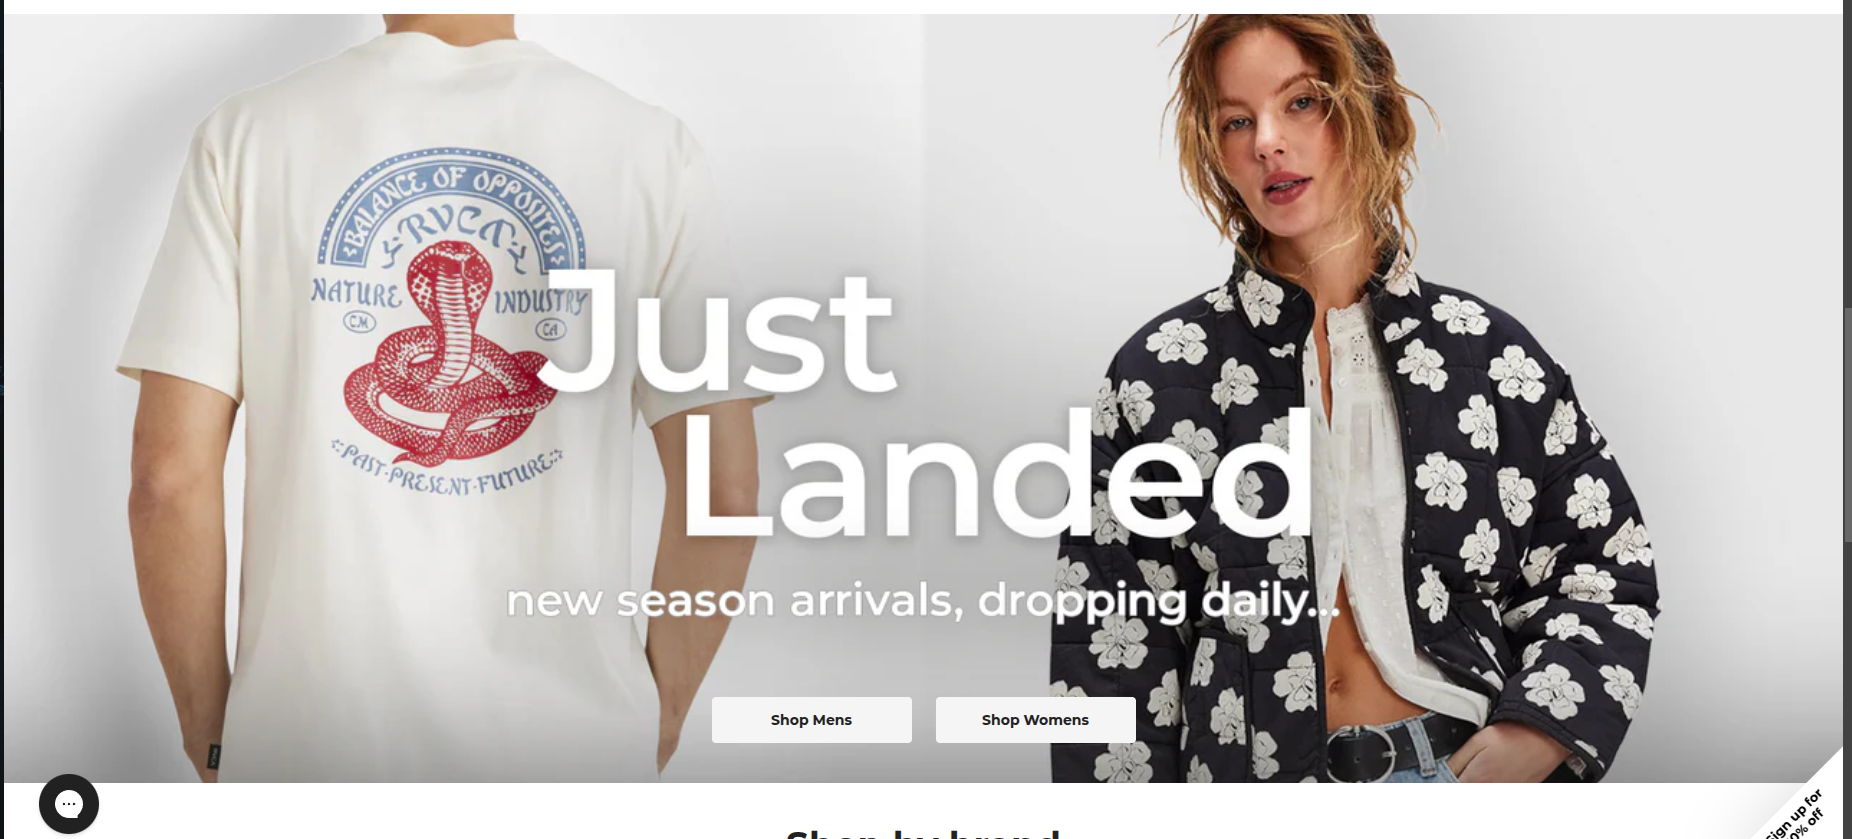 BALANCE OF OPPOSITES
RVCA
NATURE INDUSTRY
CM CA
PAST·PRESENT·FUTURE
Just
Landed
new season arrivals, dropping daily...
Shop Mens
Shop Womens
Shop by brand
Sign up for
0% off